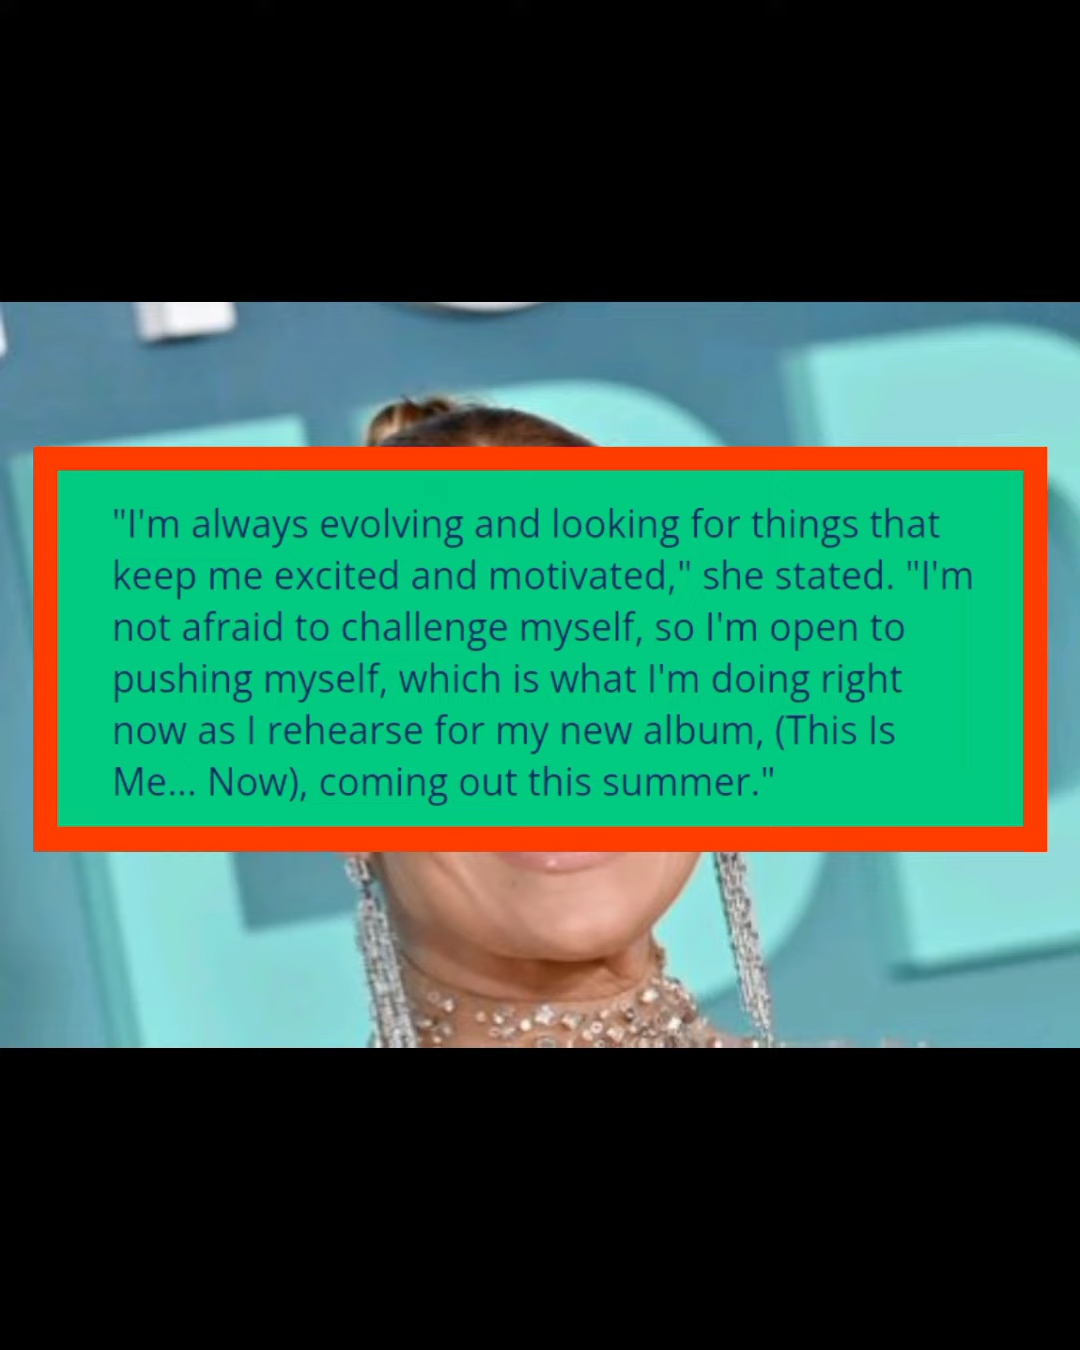 "I'm always evolving and looking for things that
keep me excited and motivated," she stated. "I'm
not afraid to challenge myself, so I'm open to
pushing myself, which is what I'm doing right
now as I rehearse for my new album, (This Is
Me... Now), coming out this summer."